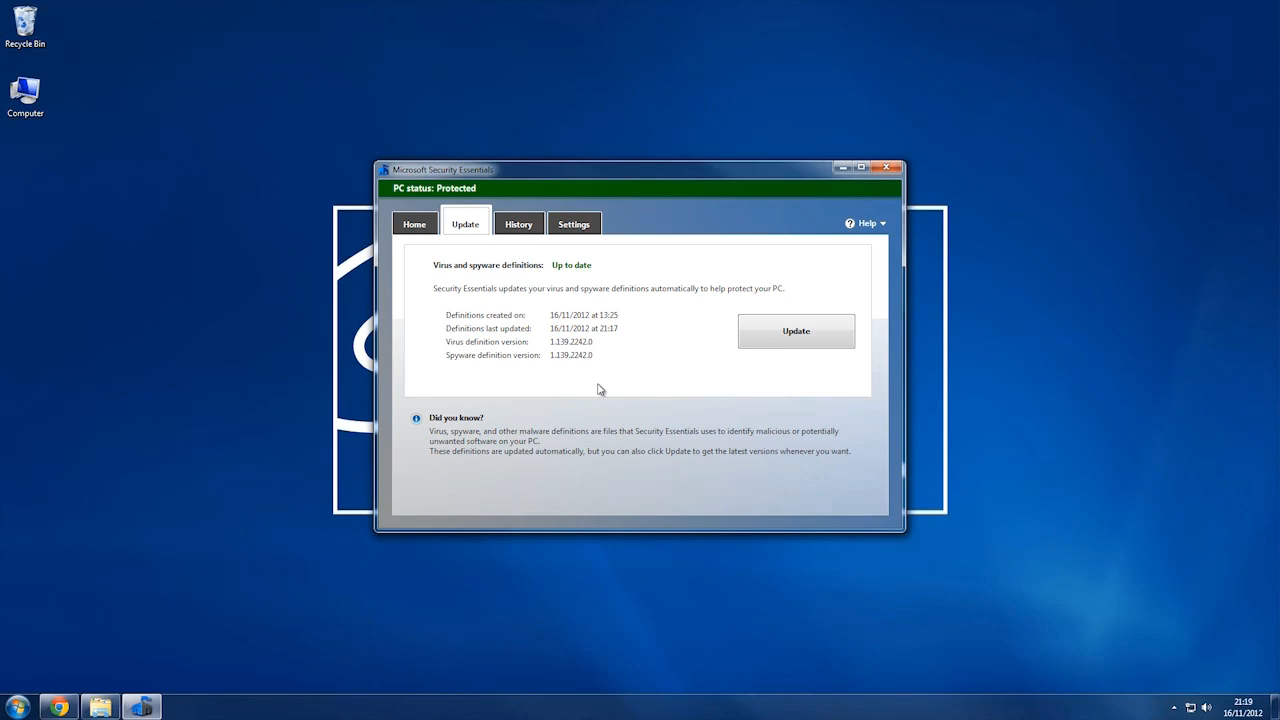 Recycle Bin
Computer
Microsoft Security Essentials
PC status: Protected
Home
Update
History
Settings
Help
Virus and spyware definitions: Up to date
Security Essentials updates your virus and spyware definitions automatically to help protect your PC.
Definitions created on: 16/11/2012 at 13:25
Definitions last updated: 16/11/2012 at 21:17
Virus definition version: 1.139.2242.0
Spyware definition version: 1.139.2242.0
Update
Did you know?
Virus, spyware, and other malware definitions are files that Security Essentials uses to identify malicious or potentially
unwanted software on your PC.
These definitions are updated automatically, but you can also click Update to get the latest versions whenever you want.
21:19
16/11/2012